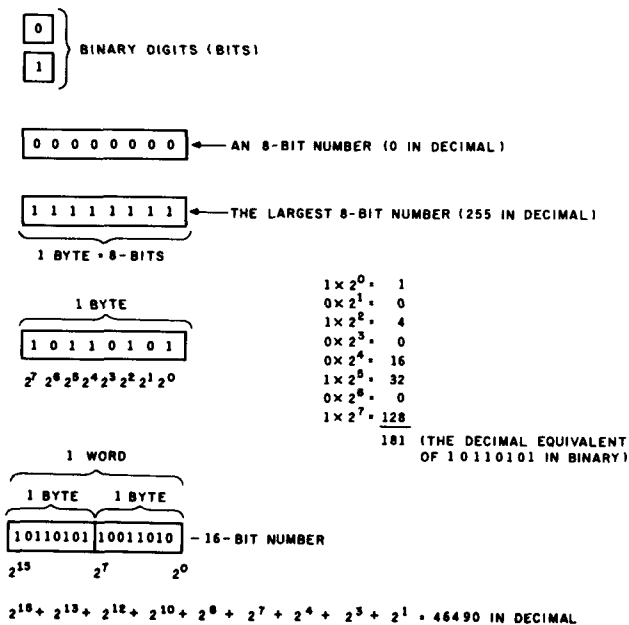 0
1
BINARY DIGITS (BITS)
0 0 0 0 0 0 0 0
AN 8-BIT NUMBER (0 IN DECIMAL)
1 1 1 1 1 1 1 1
THE LARGEST 8-BIT NUMBER (255 IN DECIMAL)
1 BYTE = 8-BITS
1 BYTE
1 0 1 1 0 1 0 1
2⁷ 2⁶ 2⁵ 2⁴ 2³ 2² 2¹ 2⁰
1 × 2⁰ = 1
0 × 2¹ = 0
1 × 2² = 4
0 × 2³ = 0
0 × 2⁴ = 16
1 × 2⁵ = 32
0 × 2⁶ = 0
1 × 2⁷ = 128
181 (THE DECIMAL EQUIVALENT
OF 10110101 IN BINARY)
1 WORD
1 BYTE 1 BYTE
10110101 10011010
- 16-BIT NUMBER
2¹⁵ 2⁷ 2⁰
2¹⁵ + 2¹³ + 2¹² + 2¹⁰ + 2⁸ + 2⁷ + 2⁴ + 2³ + 2¹ = 46490 IN DECIMAL